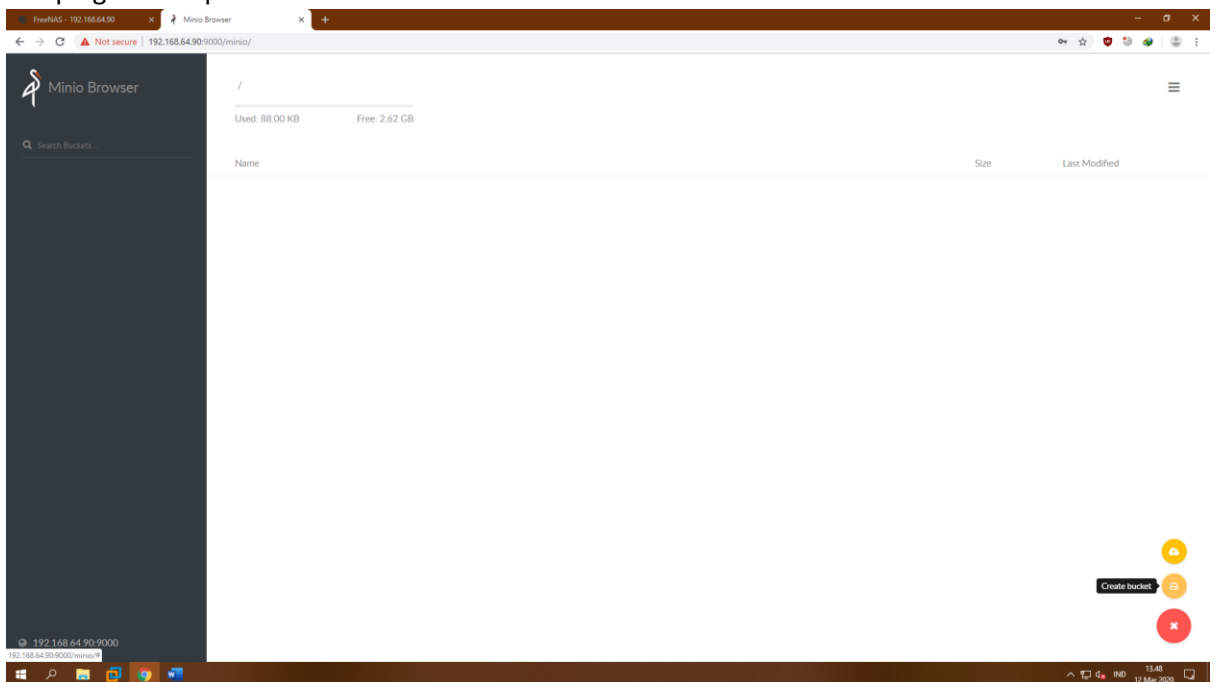 FreeNAS - 192.168.64.90
Minio Browser
Not secure | 192.168.64.90:9000/minio/
Minio Browser
/
Used: 88.00 KB Free: 2.62 GB
Search Buckets...
Name Size Last Modified
Create bucket
192.168.64.90:9000
192.168.64.90:9000/minio/#
IND
13.48
12 Mar 2020